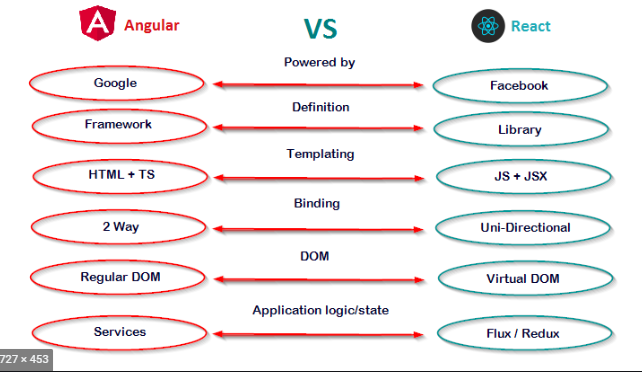 Angular VS React
Powered by
Google Facebook
Definition
Framework Library
Templating
HTML + TS JS + JSX
Binding
2 Way Uni-Directional
DOM
Regular DOM Virtual DOM
Application logic/state
Services Flux / Redux
727 × 453